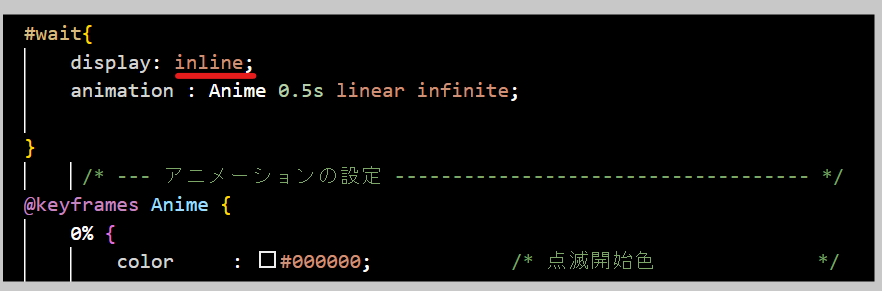 #wait{
display: inline;
animation : Anime 0.5s linear infinite;
}
/* --- アニメーションの設定 ------------------------------------ */
@keyframes Anime {
0% {
color : #000000; /* 点滅開始色 */